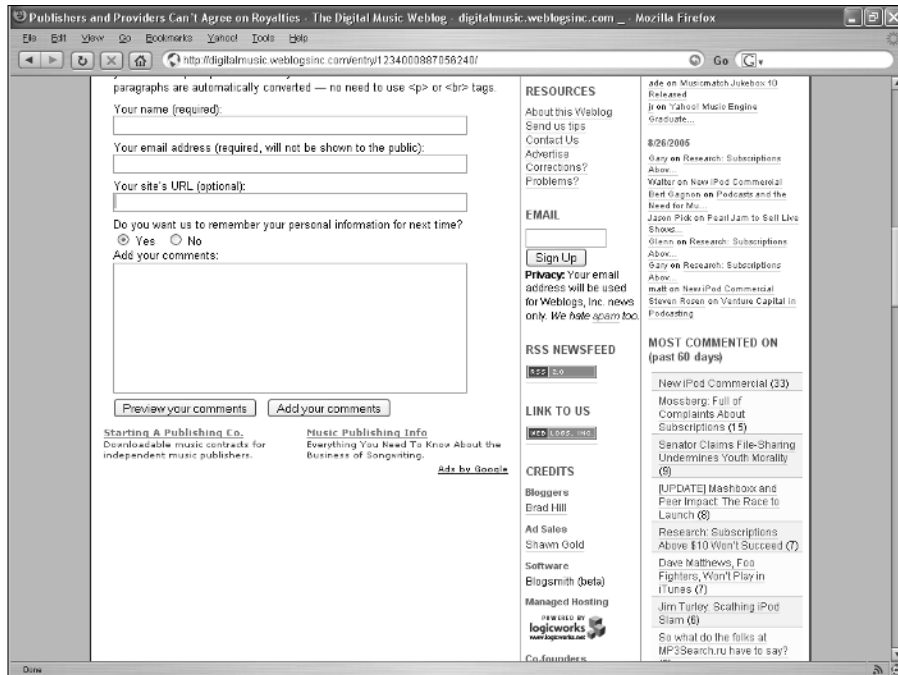 Publishers and Providers Can't Agree on Royalties - The Digital Music Weblog - digitalmusic.weblogsinc.com _ - Mozilla Firefox
File Edit View Go Bookmarks Yahoo! Tools Help
http://digitalmusic.weblogsinc.com/entry/1234000887056240/
Go
paragraphs are automatically converted — no need to use <p> or <br> tags.
Your name (required):
Your email address (required, will not be shown to the public):
Your site's URL (optional):
Do you want us to remember your personal information for next time?
Yes No
Add your comments:
Preview your comments
Add your comments
Starting A Publishing Co.
Downloadable music contracts for
independent music publishers.
Music Publishing Info
Everything You Need To Know About the
Business of Songwriting.
Ads by Google
RESOURCES
About this Weblog
Send us tips
Contact Us
Advertise
Corrections?
Problems?
EMAIL
Sign Up
Privacy: Your email
address will be used
for Weblogs, Inc. news
only. We hate spam too.
RSS NEWSFEED
RSS 2.0
LINK TO US
WEB LOGS, INC
CREDITS
Bloggers
Brad Hill
Ad Sales
Shawn Gold
Software
Blogsmith (beta)
Managed Hosting
POWERED BY
logicworks
www.logicworks.net
Co-founders
ade on Musicmatch Jukebox 10
Released
jr on Yahoo! Music Engine
Graduate...
8/26/2005
Gary on Research: Subscriptions
Abov...
Walter on New iPod Commercial
Bert Gagnon on Podcasts and the
Need for Mu...
Jason Pick on Pearl Jam to Sell Live
Shows...
Glenn on Research: Subscriptions
Abov...
Gary on Research: Subscriptions
Abov...
matt on New iPod Commercial
Steven Rosen on Venture Capital in
Podcasting
MOST COMMENTED ON
(past 60 days)
New iPod Commercial (33)
Mossberg: Full of
Complaints About
Subscriptions (15)
Senator Claims File-Sharing
Undermines Youth Morality
(9)
[UPDATE] Mashboxx and
Peer Impact: The Race to
Launch (8)
Research: Subscriptions
Above $10 Won't Succeed (7)
Dave Matthews, Foo
Fighters, Won't Play in
iTunes (7)
Jim Turley: Scathing iPod
Slam (6)
So what do the folks at
MP3Search.ru have to say?
Done